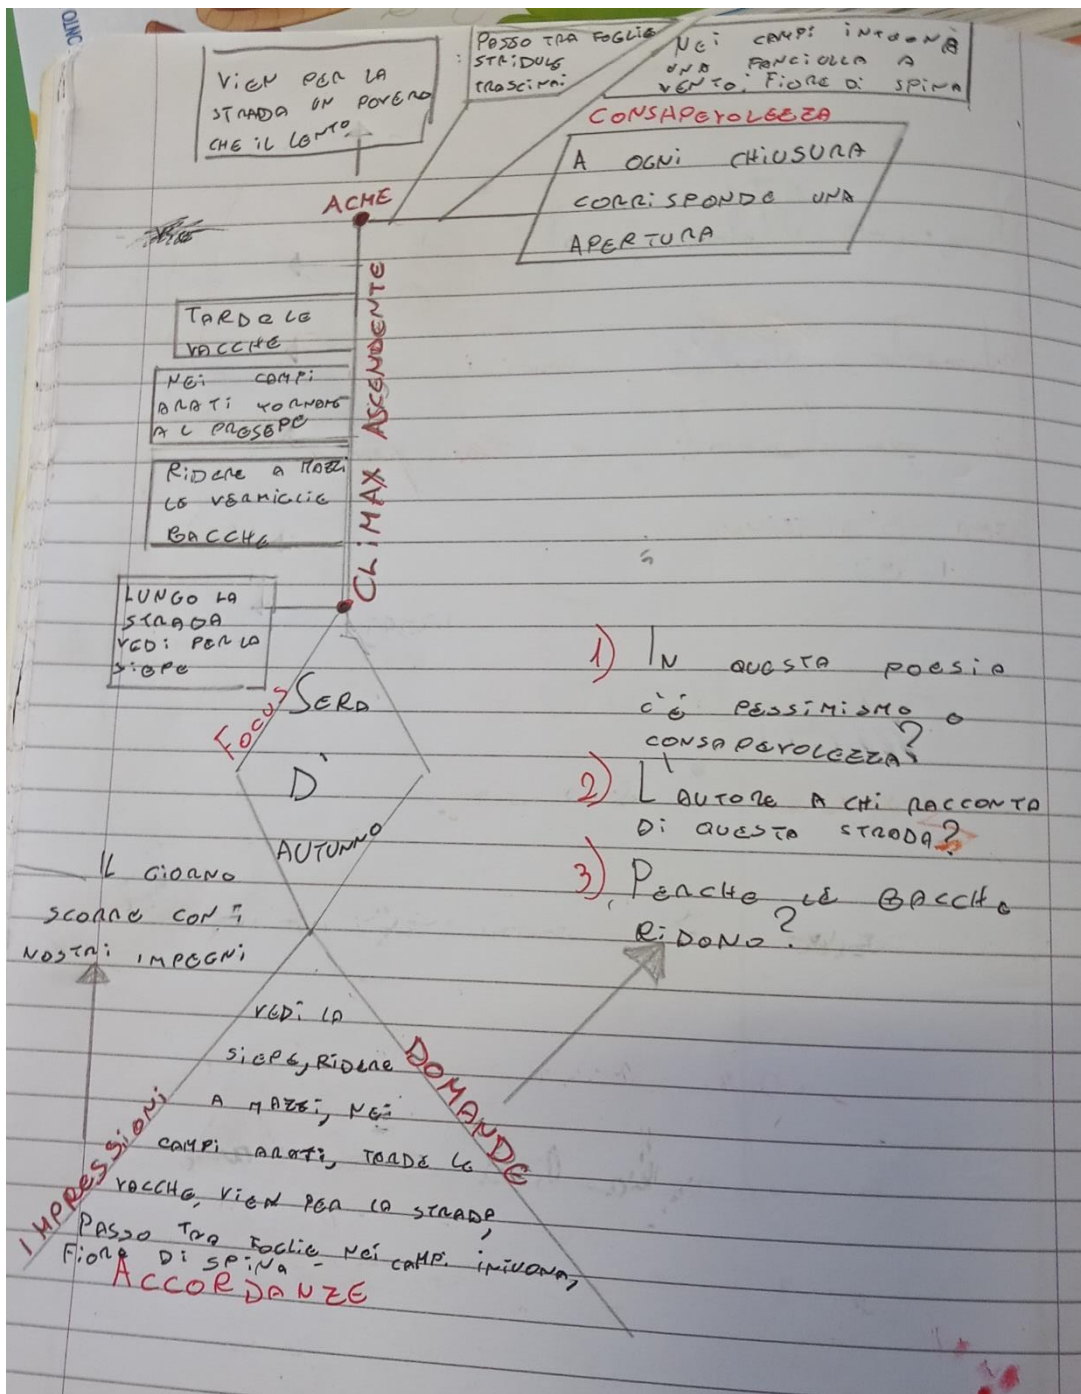 VIEN PER LA
STRADA UN POVERO
CHE IL LENTO
PASSO TRA FOGLIE
STRIDULE
TRASCINA:
NEI CAMPI INTUONA
UNA FANCIULLA A
VENTO: FIORE DI SPINA
CONSAPEVOLEZZA
A OGNI CHIUSURA
CORRISPONDE UNA
APERTURA
ACME
TARDE LE
VACCHE
NEI CAMPI
ARATI TORNANO
AL PRESEPE
RIDERE A MAZZI
LE VERMIGLIE
BACCHE
CLIMAX ASCENDENTE
LUNGO LA
STRADA
VEDI PER LA
SIEPE
FOCUS
SERA
D'
AUTUNNO
1) IN QUESTA POESIA
C'È PESSIMISMO O
CONSAPEVOLEZZA?
2) L'AUTORE A CHI RACCONTA
DI QUESTA STRADA?
3) PERCHE LE BACCHE
RIDONO?
IL GIORNO
SCORRE CON I
NOSTRI IMPEGNI
VEDI LA
SIEPE, RIDERE
A MAZZI, NEI
CAMPI ARATI, TARDE LE
VACCHE, VIEN PER LA STRADA,
PASSO TRA FOGLIE NEI CAMPI INTUONA,
FIORE DI SPINA
IMPRESSIONI
DOMANDE
ACCORDANZE